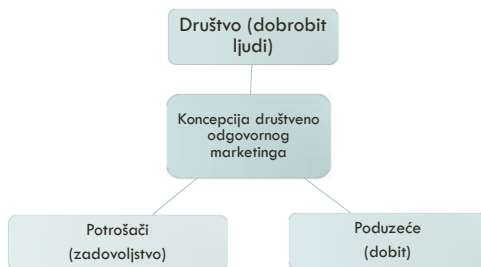 Društvo (dobrobit
ljudi)
Koncepcija društveno
odgovornog
marketinga
Potrošači
(zadovoljstvo)
Poduzeće
(dobit)